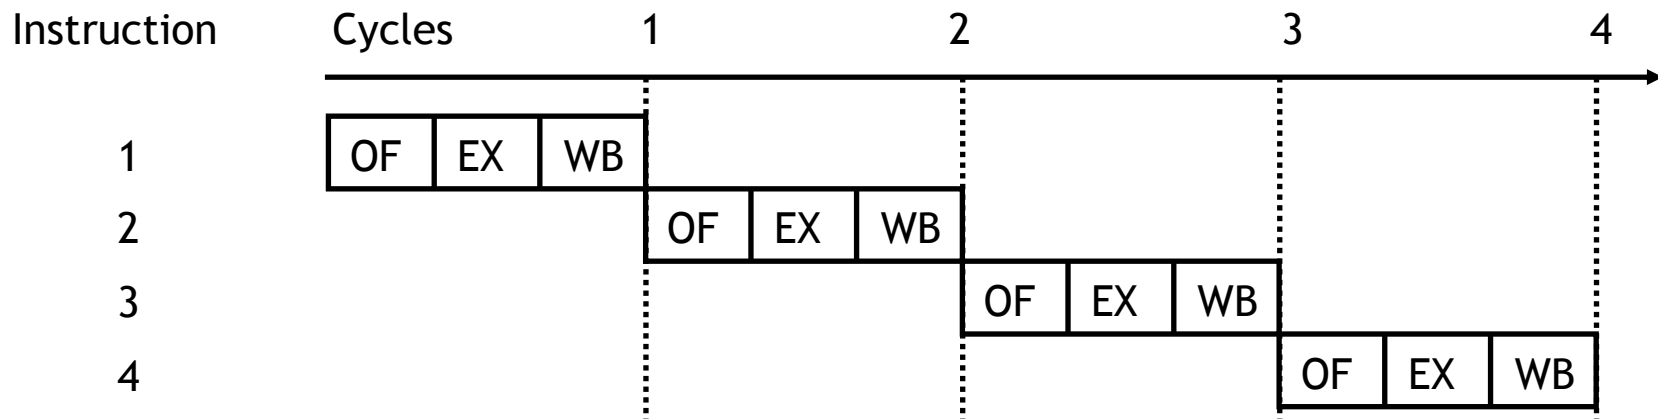 Instruction Cycles 1 2 3 4
1 OF EX WB
2 OF EX WB
3 OF EX WB
4 OF EX WB